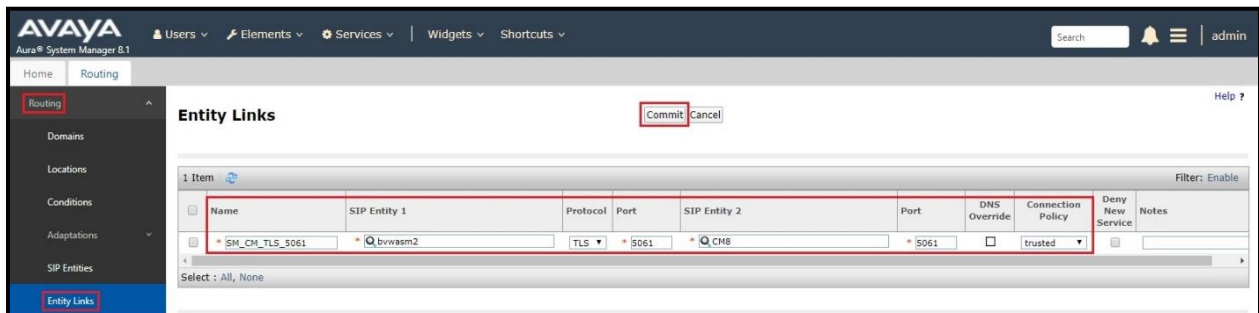 AVAYA
Aura® System Manager 8.1
Users Elements Services | Widgets Shortcuts Search admin
Home Routing
Routing
Help ?
Entity Links Commit Cancel
Domains
Locations
1 Item Filter: Enable
Conditions
Name SIP Entity 1 Protocol Port SIP Entity 2 Port DNS Override Connection Policy Deny New Service Notes
Adaptations
* SM_CM_TLS_5061 * bvwasm2 TLS * 5061 * CM8 * 5061 trusted
SIP Entities
Select : All, None
Entity Links